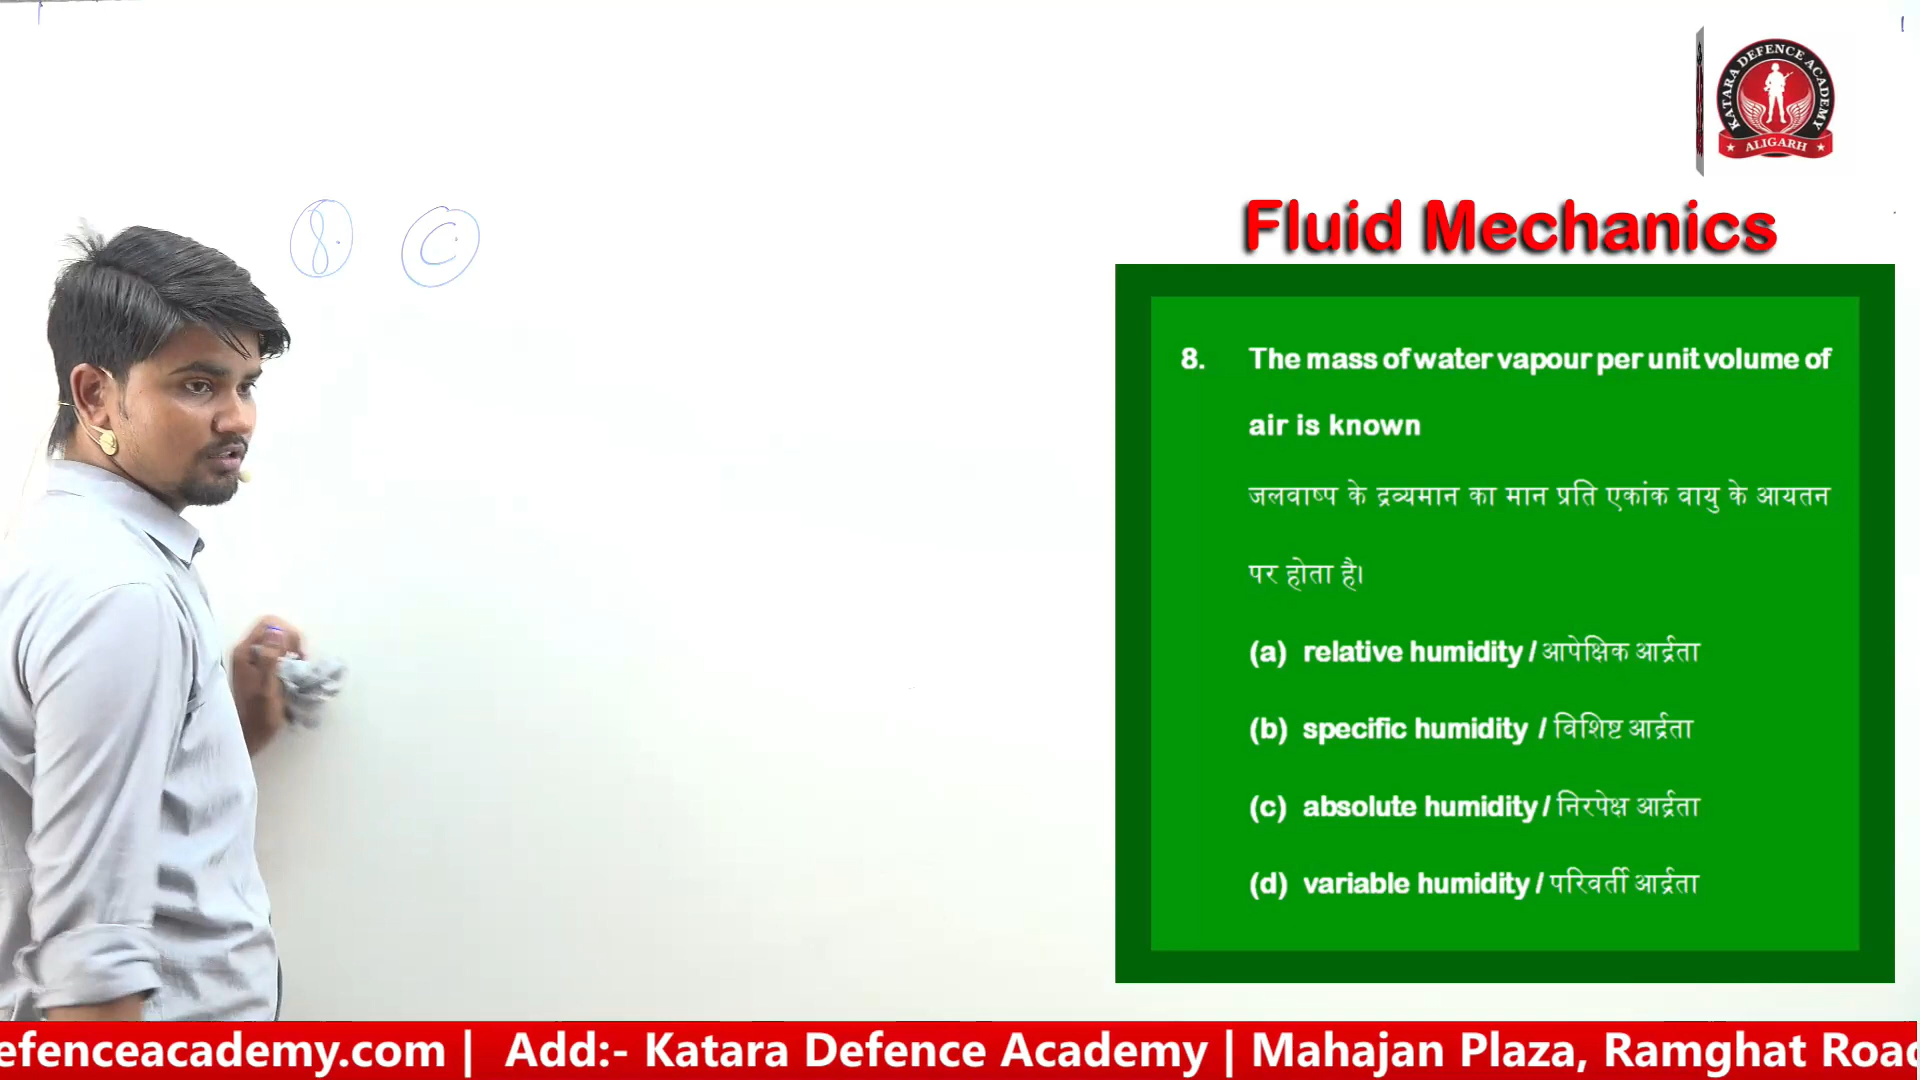 KATARA DEFENCE ACADEMY
ALIGARH
Fluid Mechanics
8. C
8. The mass of water vapour per unit volume of
air is known
जलवाष्प के द्रव्यमान का मान प्रति एकांक वायु के आयतन
पर होता है।
(a) relative humidity / आपेक्षिक आर्द्रता
(b) specific humidity / विशिष्ट आर्द्रता
(c) absolute humidity / निरपेक्ष आर्द्रता
(d) variable humidity / परिवर्ती आर्द्रता
efenceacademy.com | Add:- Katara Defence Academy | Mahajan Plaza, Ramghat Roa